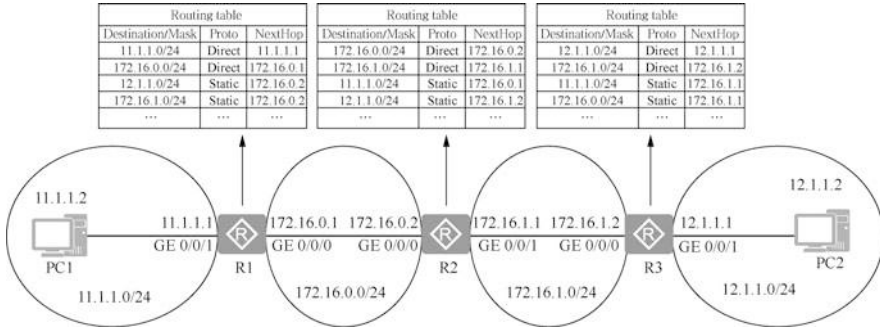 Routing table
Destination/Mask Proto NextHop
11.1.1.0/24 Direct 11.1.1.1
172.16.0.0/24 Direct 172.16.0.1
12.1.1.0/24 Static 172.16.0.2
172.16.1.0/24 Static 172.16.0.2
... ... ...
Routing table
Destination/Mask Proto NextHop
172.16.0.0/24 Direct 172.16.0.2
172.16.1.0/24 Direct 172.16.1.1
11.1.1.0/24 Static 172.16.0.1
12.1.1.0/24 Static 172.16.1.2
... ... ...
Routing table
Destination/Mask Proto NextHop
12.1.1.0/24 Direct 12.1.1.1
172.16.1.0/24 Direct 172.16.1.2
11.1.1.0/24 Static 172.16.1.1
172.16.0.0/24 Static 172.16.1.1
... ... ...
11.1.1.2
12.1.1.2
11.1.1.1 R 172.16.0.1 172.16.0.2 R 172.16.1.1 172.16.1.2 R 12.1.1.1
GE 0/0/1 GE 0/0/0 GE 0/0/0 GE 0/0/1 GE 0/0/0 GE 0/0/1
PC1 R1 R2 R3 PC2
11.1.1.0/24 172.16.0.0/24 172.16.1.0/24 12.1.1.0/24